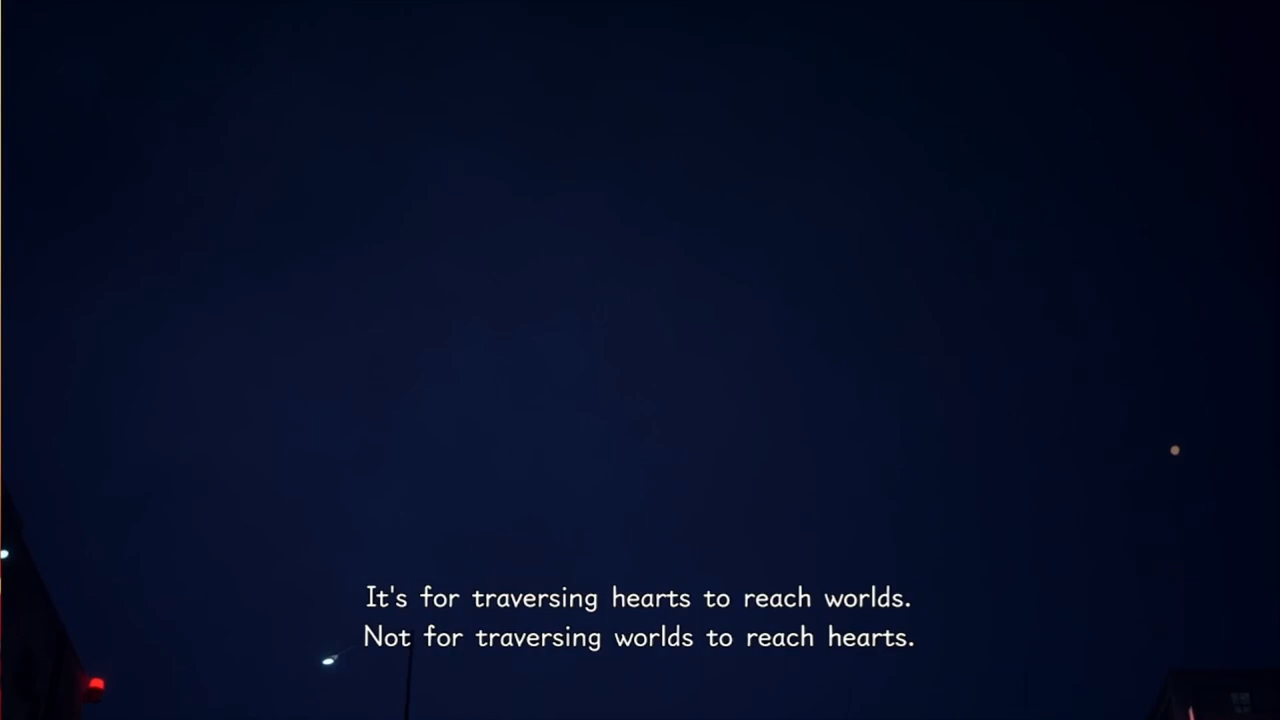 It's for traversing hearts to reach worlds.
Not for traversing worlds to reach hearts.